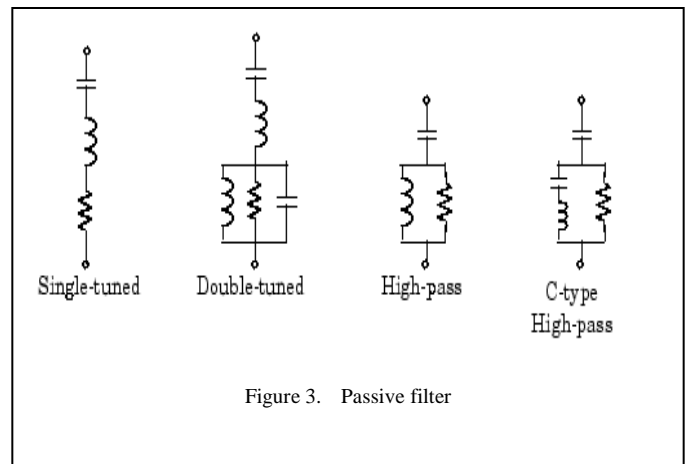 Single-tuned
Double-tuned
High-pass
C-type
High-pass
Figure 3. Passive filter